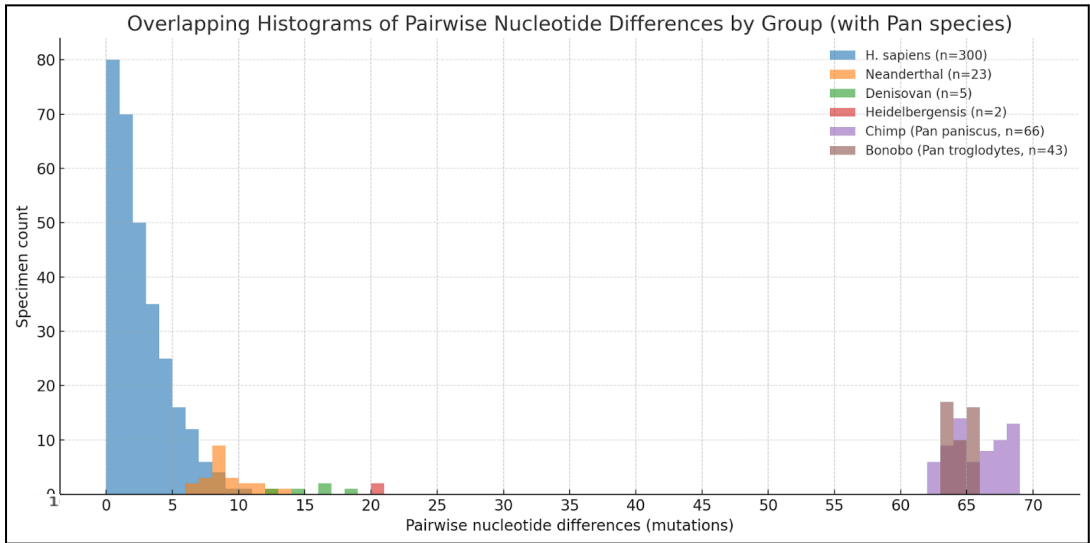 Overlapping Histograms of Pairwise Nucleotide Differences by Group (with Pan species)
H. sapiens (n=300)
Neanderthal (n=23)
Denisovan (n=5)
Heidelbergensis (n=2)
Chimp (Pan paniscus, n=66)
Bonobo (Pan troglodytes, n=43)
Specimen count
80
70
60
50
40
30
20
10
0
1
0 5 10 15 20 25 30 35 40 45 50 55 60 65 70
Pairwise nucleotide differences (mutations)